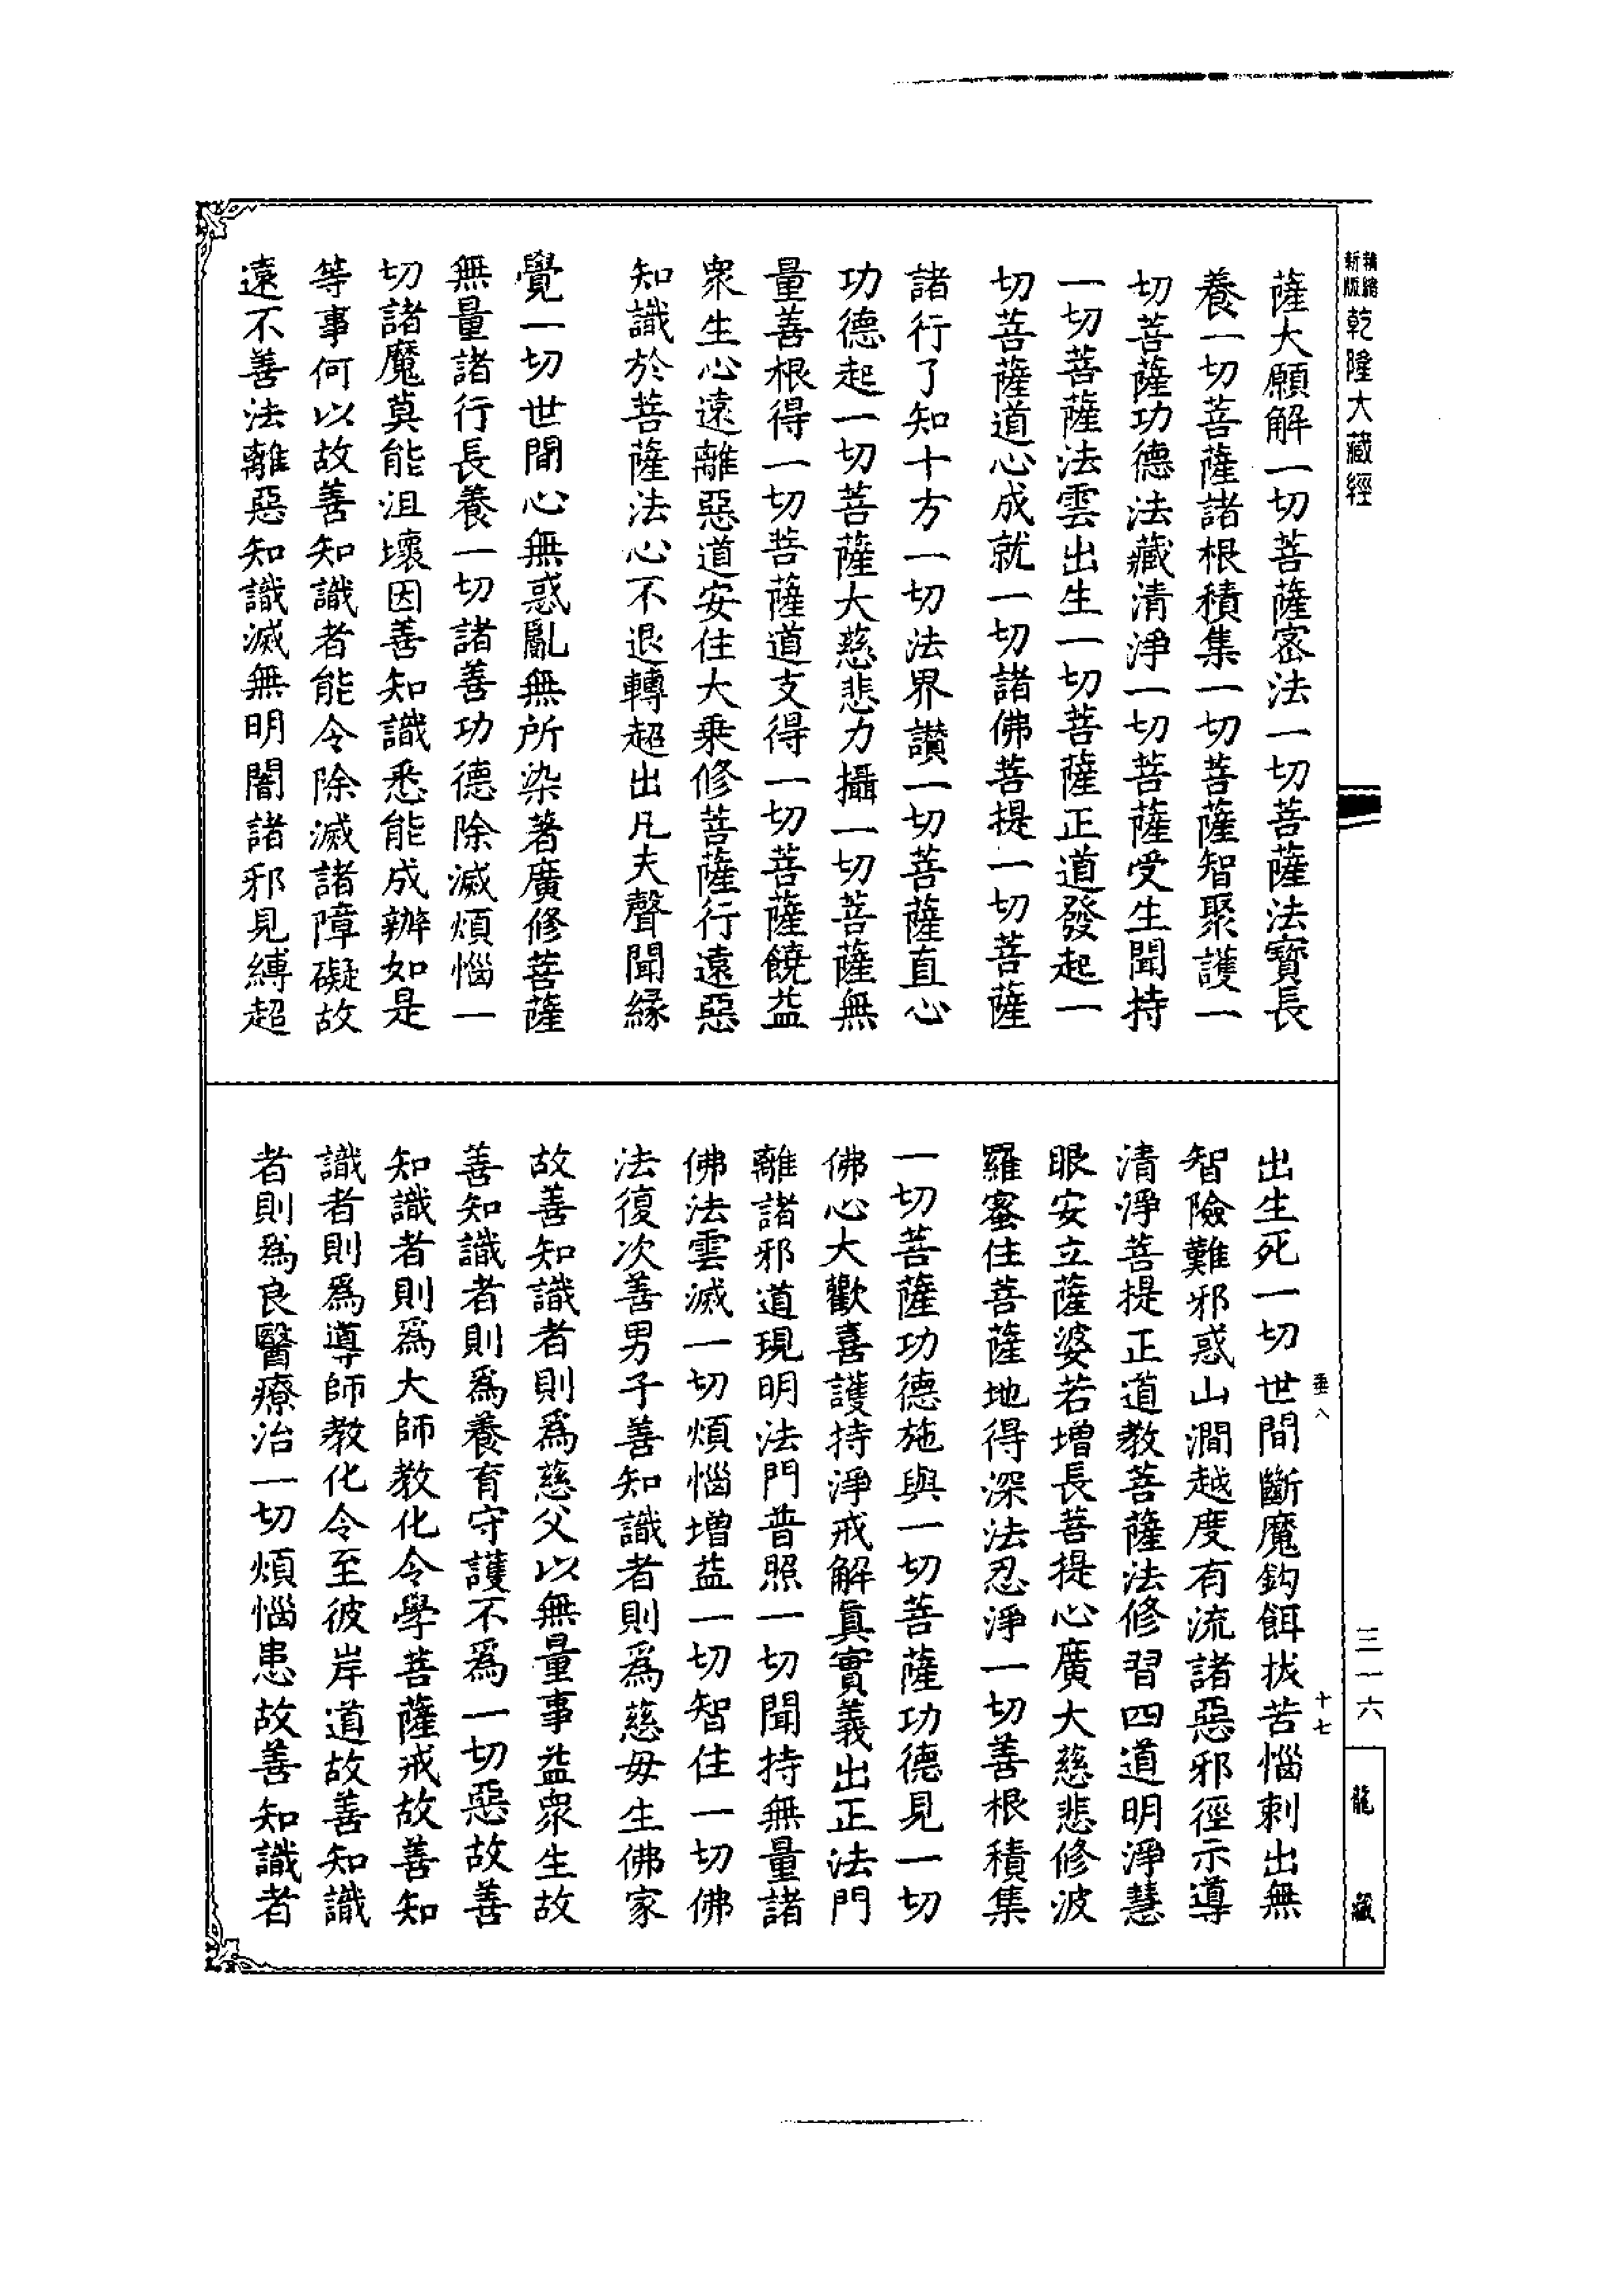 精縮新版乾隆大藏經
薩大願解一切菩薩密法一切菩薩法寶長
養一切菩薩諸根積集一切菩薩智聚護一
切菩薩功德法藏清淨一切菩薩受生聞持
一切菩薩法雲出生一切菩薩正道發起一
切菩薩道心成就一切諸佛菩提一切菩薩
諸行了知十方一切法界讃一切菩薩直心
功德起一切菩薩大慈悲力攝一切菩薩無
量善根得一切菩薩道支得一切菩薩饒益
衆生心遠離惡道安住大乗修菩薩行遠惡
知識於菩薩法心不退轉超出凡夫聲聞緣
覺一切世間心無惑亂無所染著廣修菩薩
無量諸行長養一切諸善功德除滅煩惱一
切諸魔莫能沮壞因善知識悉能成辦如是
等事何以故善知識者能令除滅諸障礙故
遠不善法離惡知識滅無明闇諸邪見縛超
出生死一切世間斷魔鈎餌拔苦惱刺出無
智險難邪惑山澗越度有流諸惡邪徑示導
清淨菩提正道教菩薩法修習四道明淨慧
眼安立薩婆若增長菩提心廣大慈悲修波
羅蜜住菩薩地得深法忍淨一切善根積集
一切菩薩功德施與一切菩薩功德見一切
佛心大歡喜護持淨戒解眞實義出正法門
離諸邪道現明法門普照一切聞持無量諸
佛法雲滅一切煩惱增益一切智住一切佛
法復次善男子善知識者則爲慈母生佛家
故善知識者則爲慈父以無量事益衆生故
善知識者則爲養育守護不爲一切惡故善
知識者則爲大師教化令學菩薩戒故善知
識者則爲導師教化令至彼岸道故善知識
者則爲良醫療治一切煩惱患故善知識者
垂八
十七
三一六
龍藏